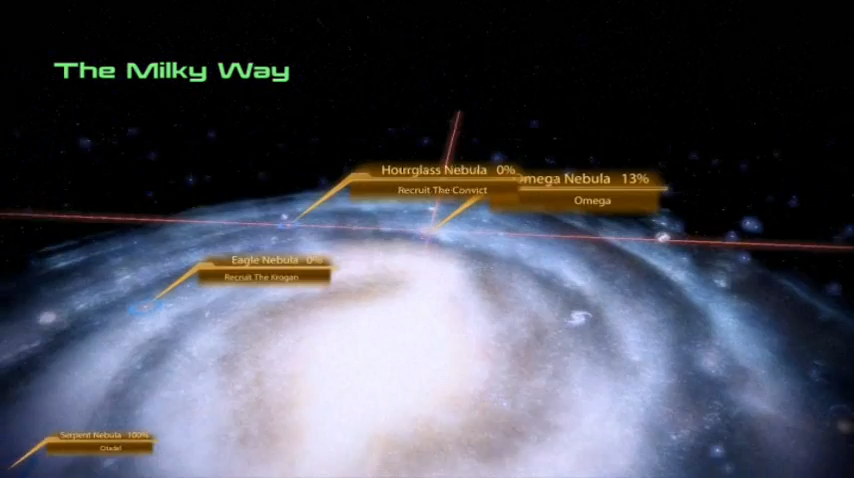 The Milky Way
Hourglass Nebula 0%
Recruit The Convict
mega Nebula 13%
Omega
Eagle Nebula 0%
Recruit The Krogan
Serpent Nebula 100%
Citadel